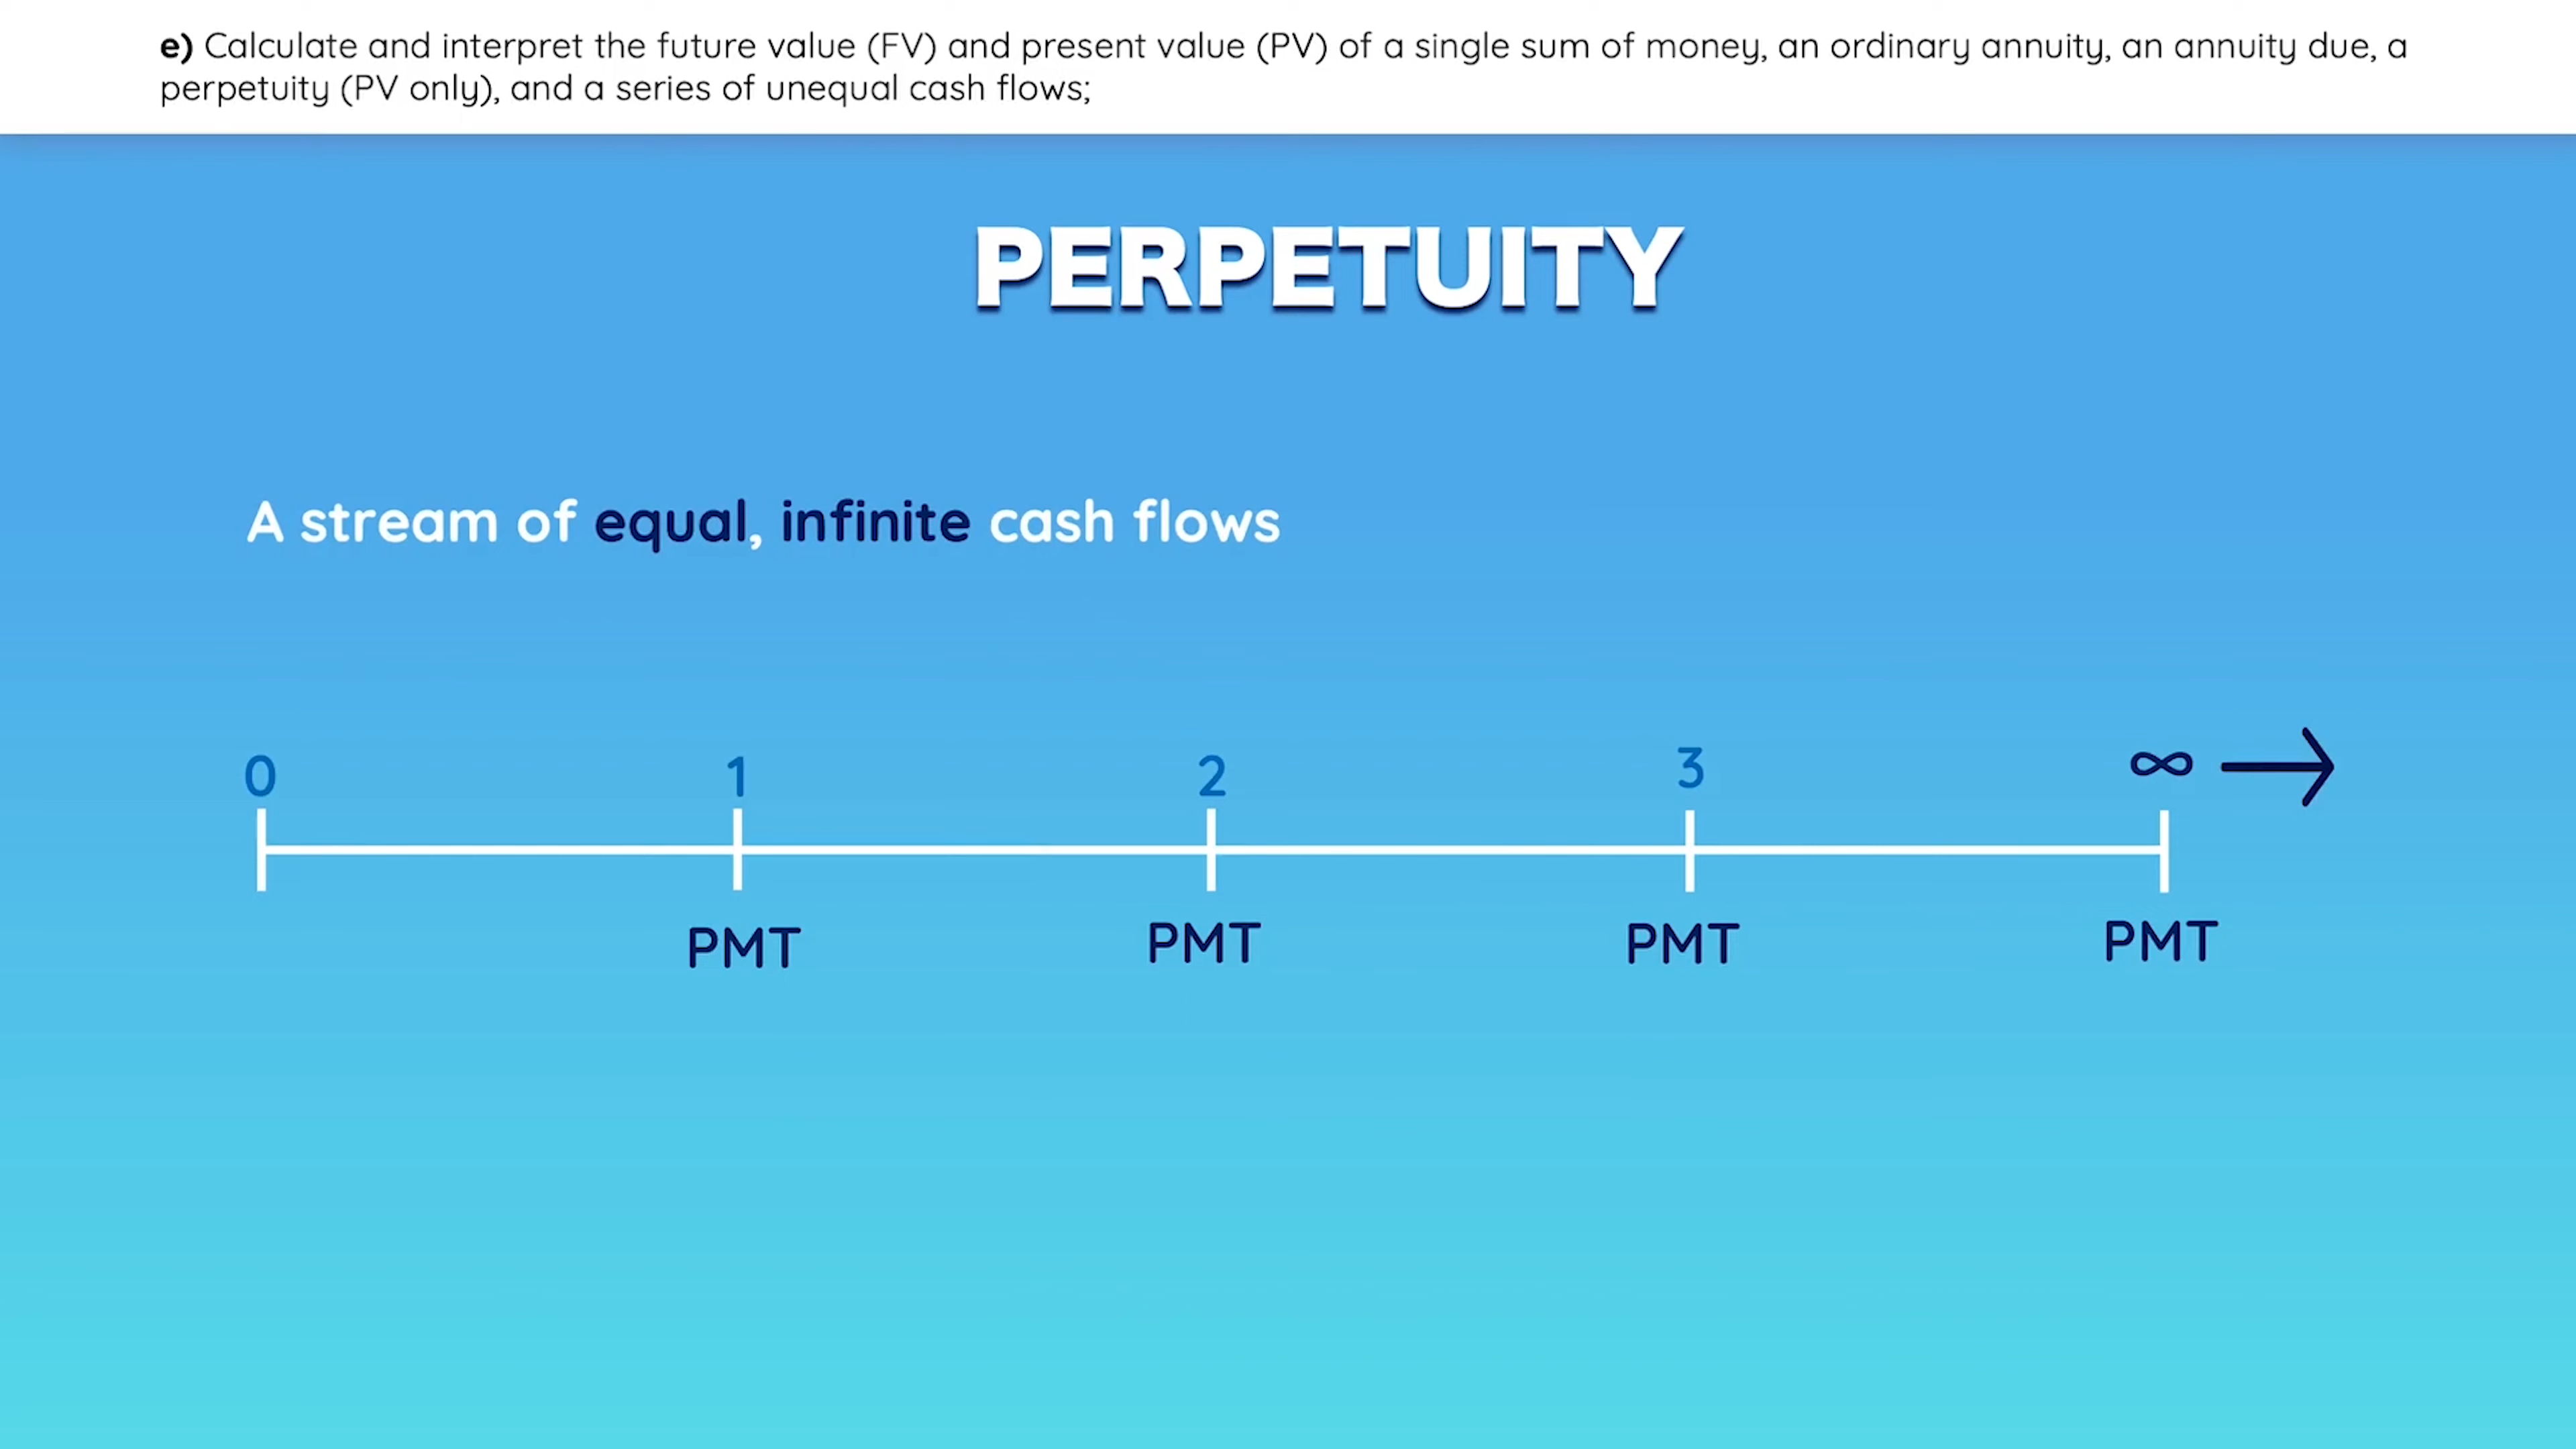 e) Calculate and interpret the future value (FV) and present value (PV) of a single sum of money, an ordinary annuity, an annuity due, a
perpetuity (PV only), and a series of unequal cash flows;
PERPETUITY
A stream of equal, infinite cash flows
0 1 2 3 ∞ →
PMT PMT PMT PMT